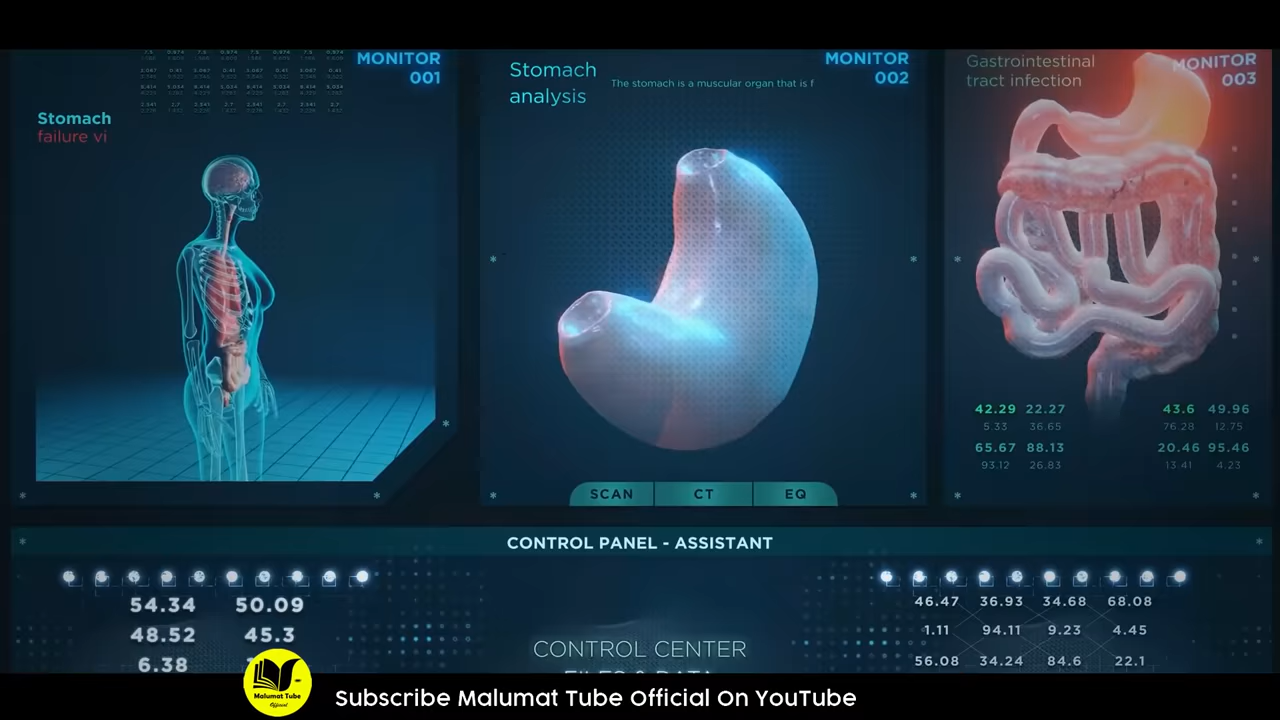 MONITOR
001
Stomach
failure vi
Stomach
analysis
The stomach is a muscular organ that is f
MONITOR
002
Gastrointestinal
tract infection
MONITOR
003
42.29 22.27
5.33 36.65
65.67 88.13
93.12 26.83
43.6 49.96
76.28 12.75
20.46 95.46
13.41 4.23
SCAN CT EQ
CONTROL PANEL - ASSISTANT
54.34 50.09
48.52 45.3
6.38
CONTROL CENTER
FILES & DATA
46.47 36.93 34.68 68.08
1.11 94.11 9.23 4.45
56.08 34.24 84.6 22.1
Malumat Tube
Official
Subscribe Malumat Tube Official On YouTube